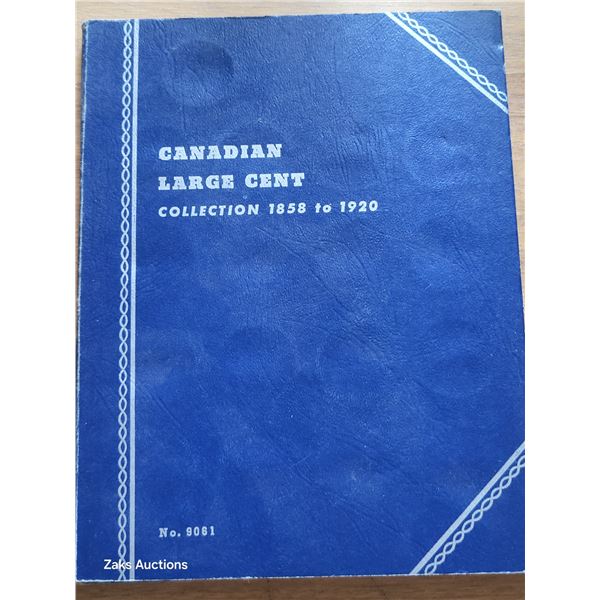 CANADIAN
LARGE CENT
COLLECTION 1858 to 1920
No. 9061
Zaks Auctions